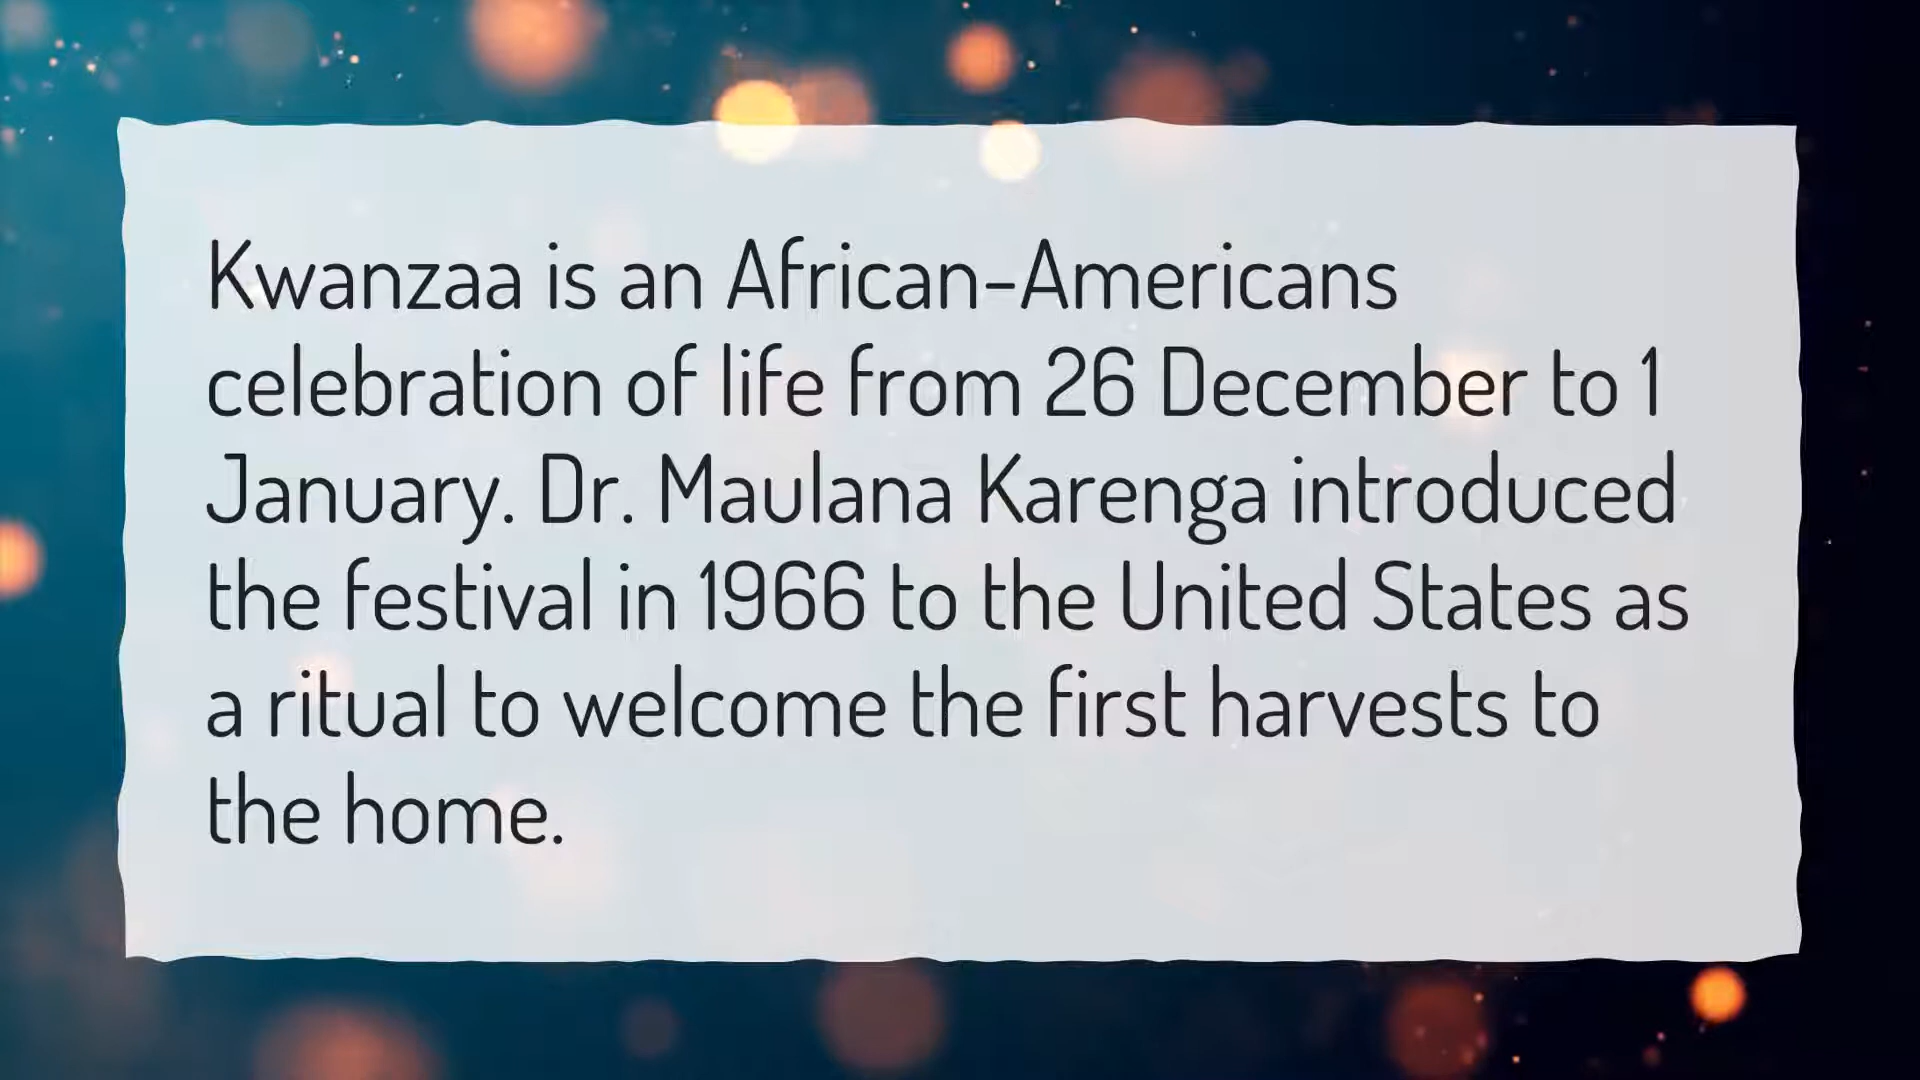 Kwanzaa is an African-Americans
celebration of life from 26 December to 1
January. Dr. Maulana Karenga introduced
the festival in 1966 to the United States as
a ritual to welcome the first harvests to
the home.